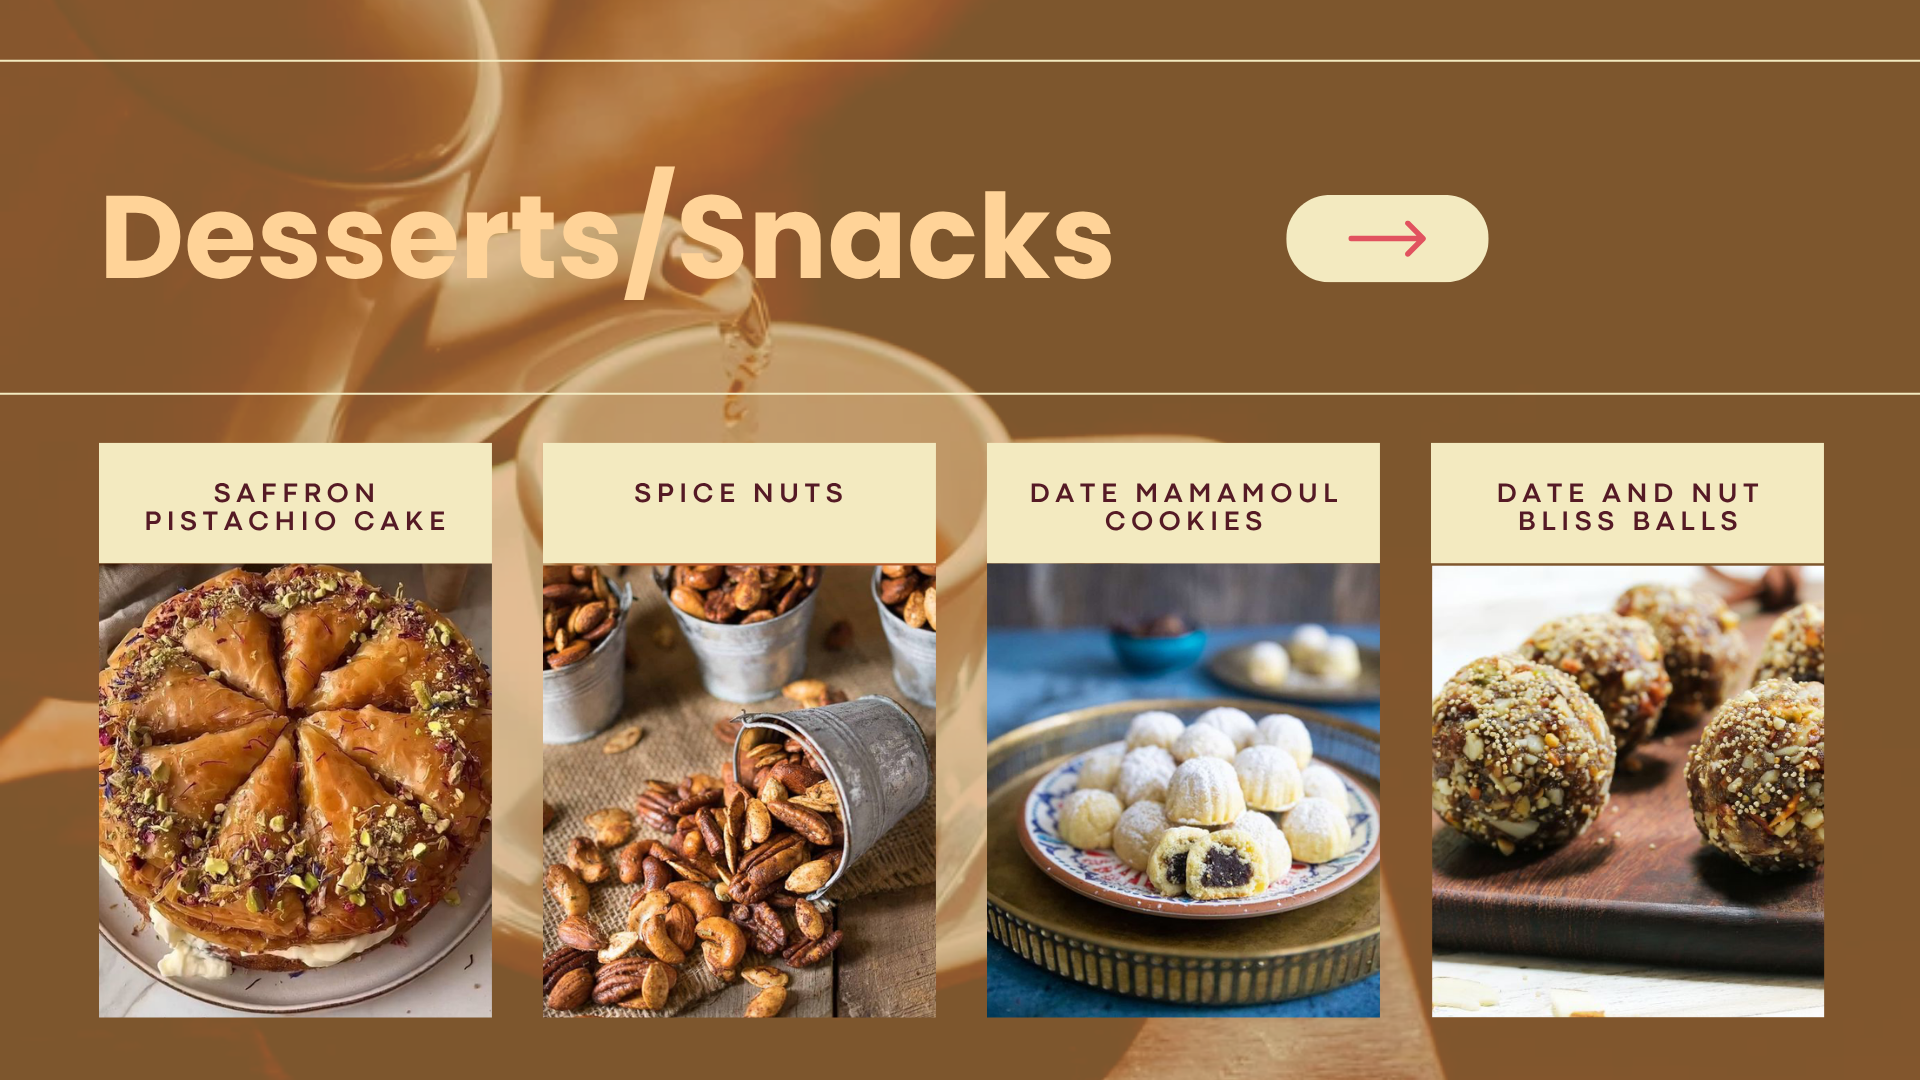 Desserts/Snacks
SAFFRON
PISTACHIO CAKE
SPICE NUTS
DATE MAMAMOUL
COOKIES
DATE AND NUT
BLISS BALLS